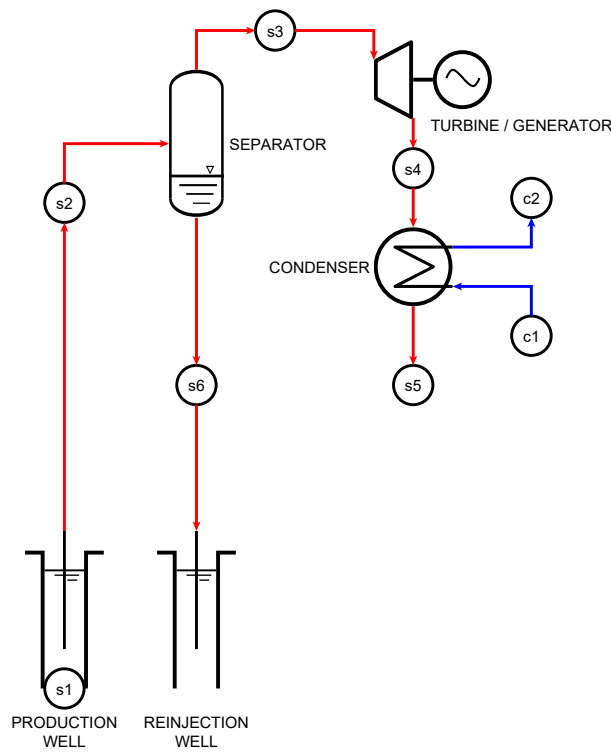 s3
TURBINE / GENERATOR
SEPARATOR
s4
s2
c2
CONDENSER
c1
s6
s5
s1
PRODUCTION
WELL
REINJECTION
WELL